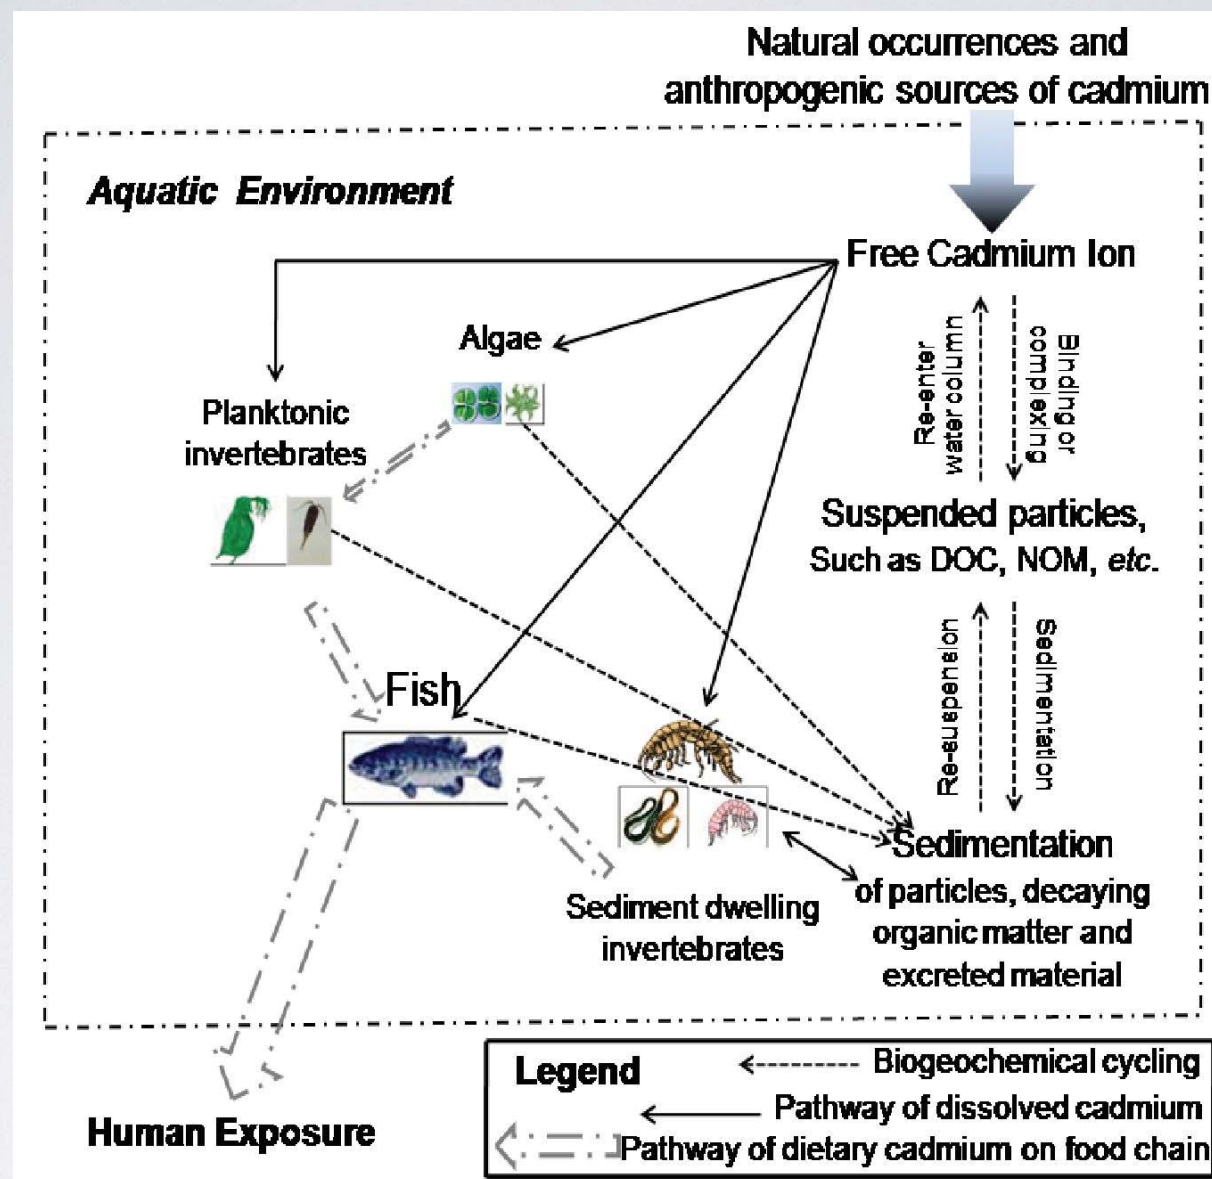 Natural occurrences and
anthropogenic sources of cadmium
Aquatic Environment
Free Cadmium Ion
Algae
Re-enter
water column
Binding or
complexing
Planktonic
invertebrates
Suspended particles,
Such as DOC, NOM, etc.
Re-suspension
Sedimentation
Fish
Sedimentation
of particles, decaying
organic matter and
excreted material
Sediment dwelling
invertebrates
Human Exposure
Legend
Biogeochemical cycling
Pathway of dissolved cadmium
Pathway of dietary cadmium on food chain